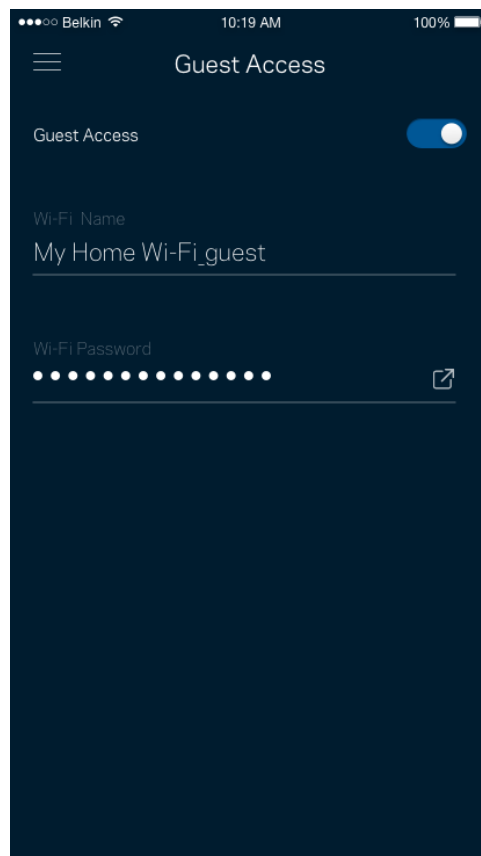 Belkin 10:19 AM 100%
Guest Access
Guest Access
Wi-Fi Name
My Home Wi-Fi_guest
Wi-Fi Password
●●●●●●●●●●●●●●